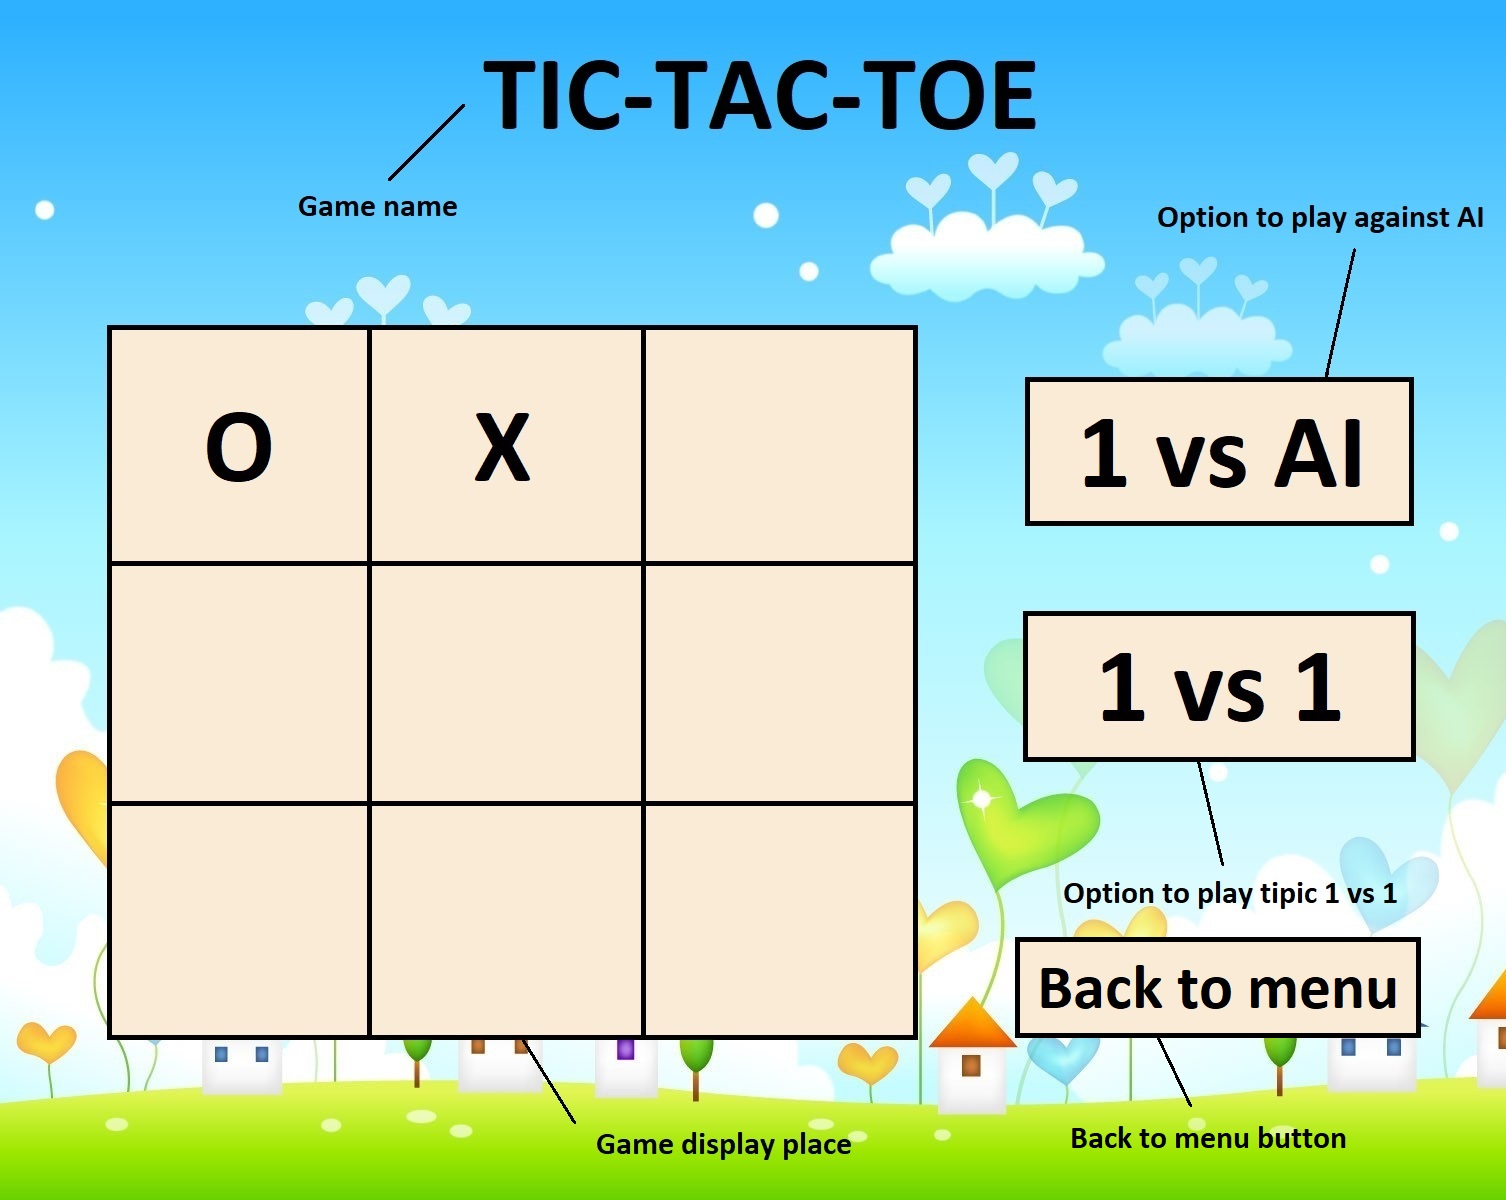 TIC-TAC-TOE
Game name
Option to play against AI
O X
1 vs AI
1 vs 1
Option to play tipic 1 vs 1
Back to menu
Game display place
Back to menu button